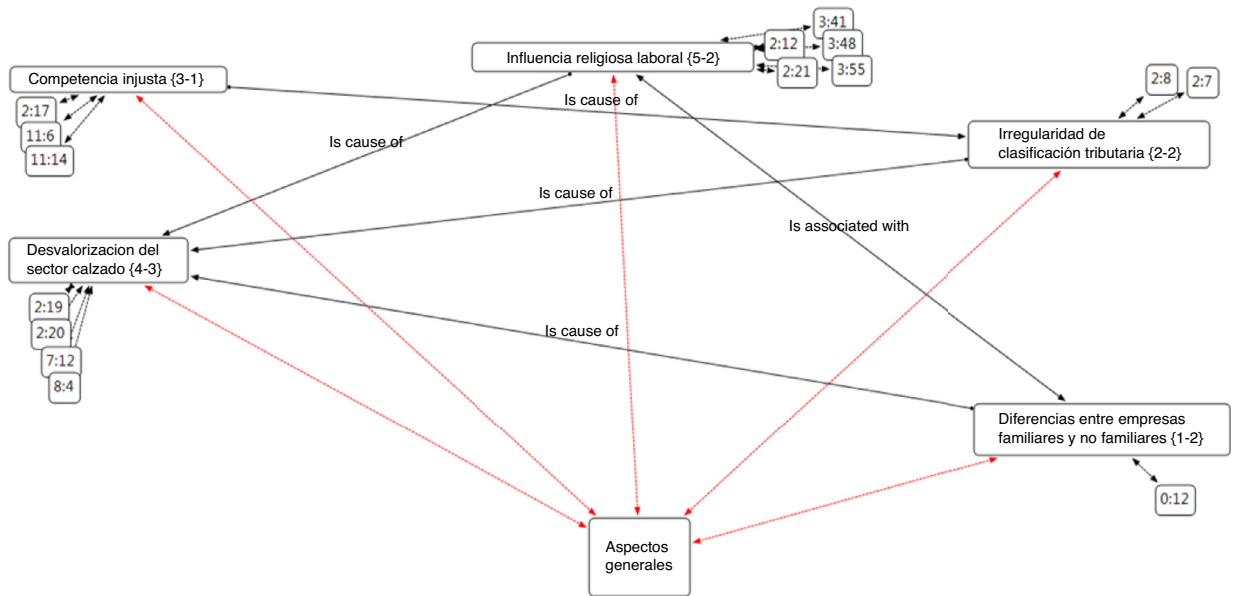 3:41
Influencia religiosa laboral {5-2}
2:12
3:48
2:21
3:55
Competencia injusta {3-1}
2:17
11:6
11:14
2:8
2:7
Is cause of
Irregularidad de
clasificación tributaria {2-2}
Is cause of
Is cause of
Is associated with
Desvalorizacion del
sector calzado {4-3}
2:19
2:20
7:12
8:4
Is cause of
Diferencias entre empresas
familiares y no familiares {1-2}
0:12
Aspectos
generales